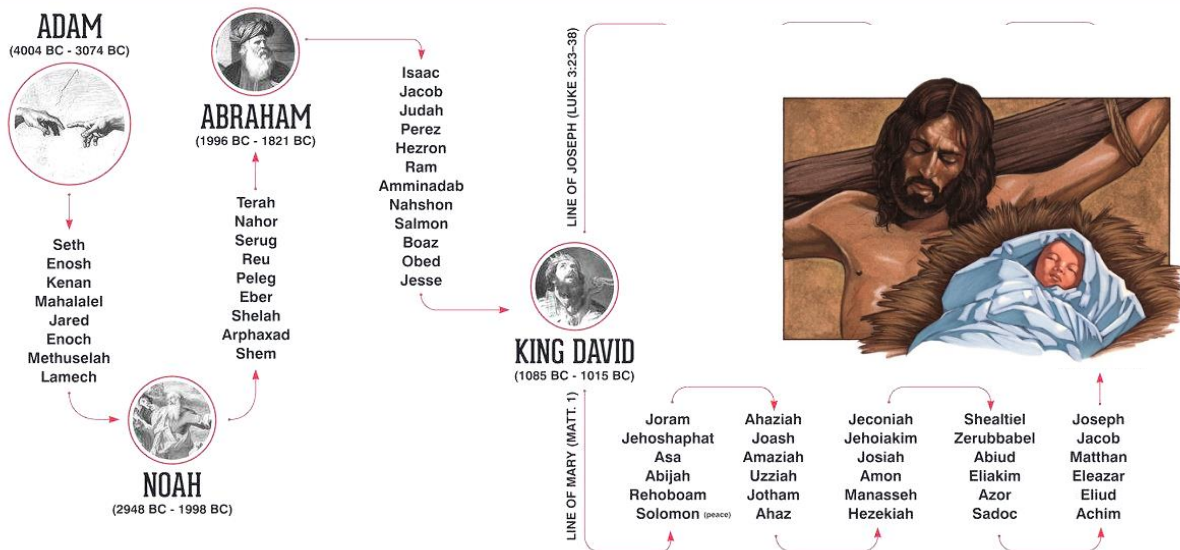 ADAM
(4004 BC - 3074 BC)
Seth
Enosh
Kenan
Mahalalel
Jared
Enoch
Methuselah
Lamech
NOAH
(2948 BC - 1998 BC)
Terah
Nahor
Serug
Reu
Peleg
Eber
Shelah
Arphaxad
Shem
ABRAHAM
(1996 BC - 1821 BC)
Isaac
Jacob
Judah
Perez
Hezron
Ram
Amminadab
Nahshon
Salmon
Boaz
Obed
Jesse
KING DAVID
(1085 BC - 1015 BC)
LINE OF JOSEPH (LUKE 3:23–38)
LINE OF MARY (MATT. 1)
Joram
Jehoshaphat
Asa
Abijah
Rehoboam
Solomon (peace)
Ahaziah
Joash
Amaziah
Uzziah
Jotham
Ahaz
Jeconiah
Jehoiakim
Josiah
Amon
Manasseh
Hezekiah
Shealtiel
Zerubbabel
Abiud
Eliakim
Azor
Sadoc
Joseph
Jacob
Matthan
Eleazar
Eliud
Achim